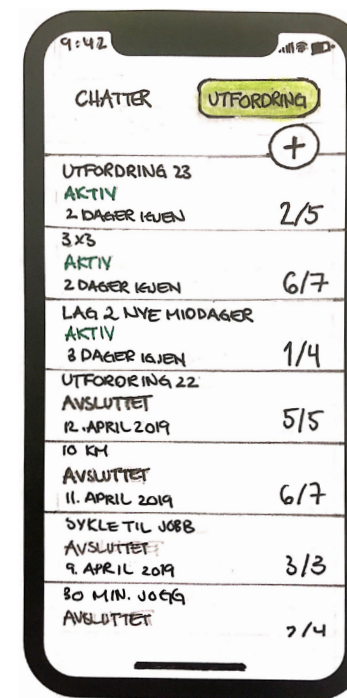 9:42
CHATTER UTFORDRING
+
UTFORDRING 23
AKTIV
2 DAGER IGJEN 2/5
3x3
AKTIV
2 DAGER IGJEN 6/7
LAG 2 NYE MIDDAGER
AKTIV
3 DAGER IGJEN 1/4
UTFORDRING 22
AVSLUTTET
12. APRIL 2019 5/5
10 KM
AVSLUTTET
11. APRIL 2019 6/7
SYKLE TIL JOBB
AVSLUTTET
9. APRIL 2019 3/3
30 MIN. JOGG
AVSLUTTET
/4